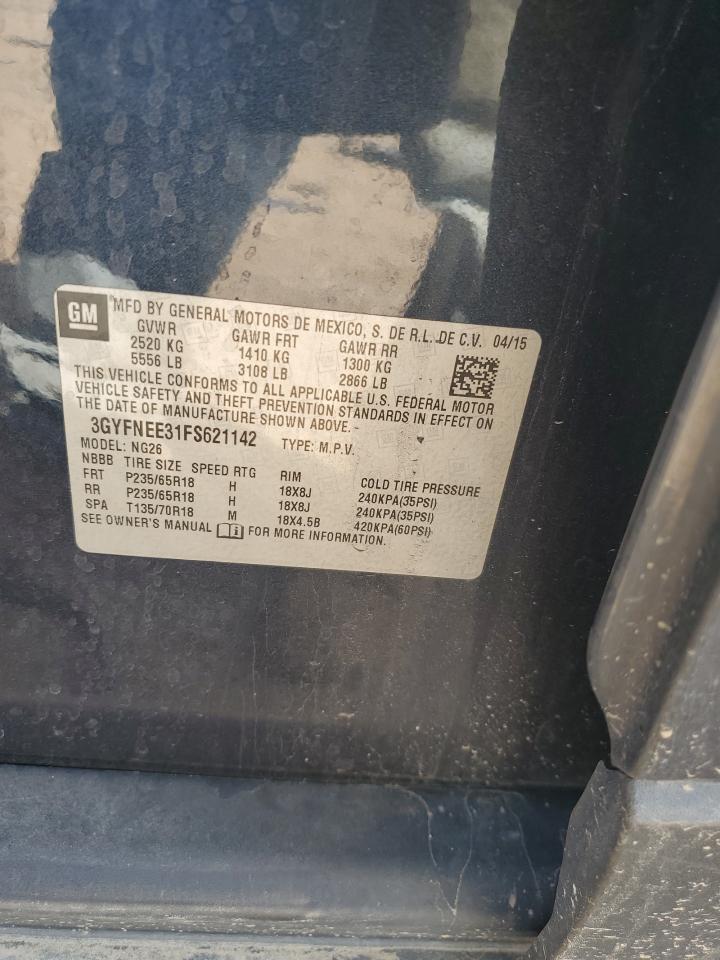 GM MFD BY GENERAL MOTORS DE MEXICO, S. DE R.L. DE C.V. 04/15
GVWR GAWR FRT GAWR RR
2520 KG 1410 KG 1300 KG
5556 LB 3108 LB 2866 LB
THIS VEHICLE CONFORMS TO ALL APPLICABLE U.S. FEDERAL MOTOR
VEHICLE SAFETY AND THEFT PREVENTION STANDARDS IN EFFECT ON
THE DATE OF MANUFACTURE SHOWN ABOVE.
3GYFNEE31FS621142 TYPE: M.P.V.
MODEL: NG26
NBBB TIRE SIZE SPEED RTG RIM COLD TIRE PRESSURE
FRT P235/65R18 H 18X8J 240KPA(35PSI)
RR P235/65R18 H 18X8J 240KPA(35PSI)
SPA T135/70R18 M 18X4.5B 420KPA(60PSI)
SEE OWNER'S MANUAL FOR MORE INFORMATION.